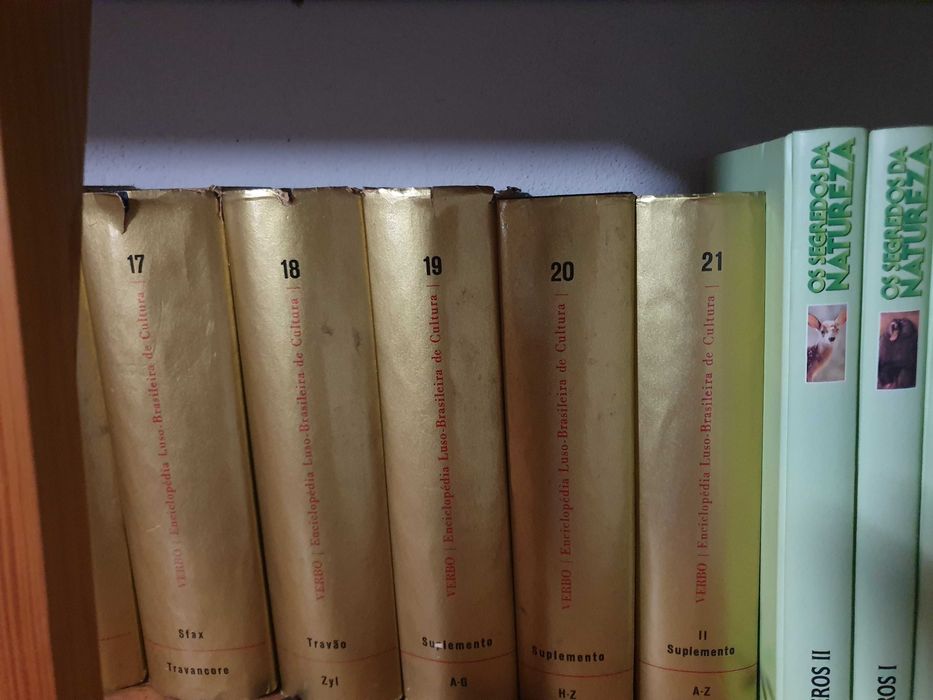 17
VERBO | Enciclopédia Luso-Brasileira de Cultura |
Sfax
Travancore
18
VERBO | Enciclopédia Luso-Brasileira de Cultura |
Travão
Zyl
19
VERBO | Enciclopédia Luso-Brasileira de Cultura |
Suplemento
A-G
20
VERBO | Enciclopédia Luso-Brasileira de Cultura |
Suplemento
H-Z
21
VERBO | Enciclopédia Luso-Brasileira de Cultura |
II
Suplemento
A-Z
OS SEGREDOS DA
NATUREZA
II
OS SEGREDOS DA
NATUREZA
I